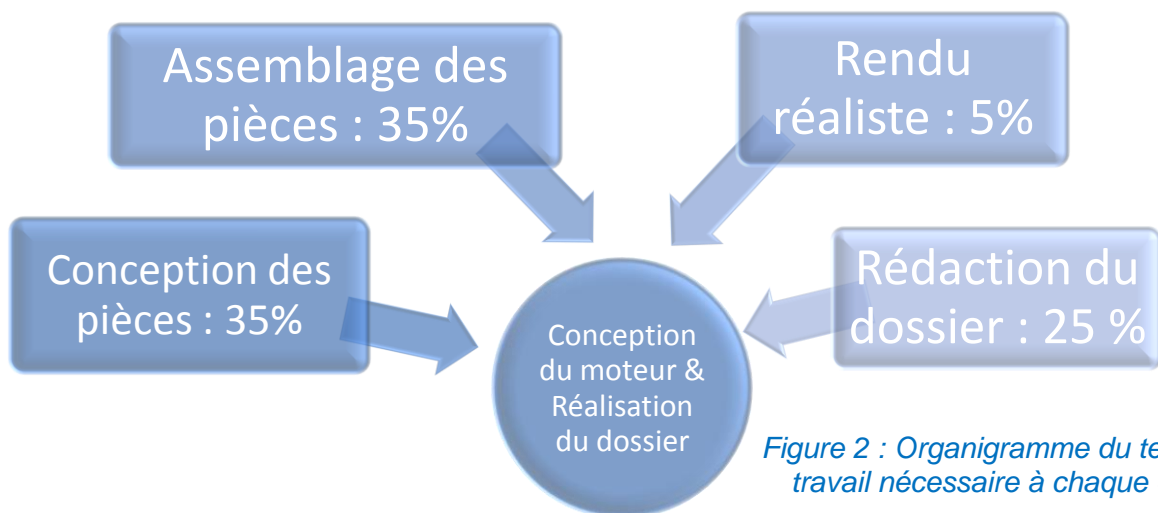 Assemblage des
pièces : 35%
Rendu
réaliste : 5%
Conception des
pièces : 35%
Rédaction du
dossier : 25 %
Conception
du moteur &
Réalisation
du dossier
Figure 2 : Organigramme du
travail nécessaire à chaque